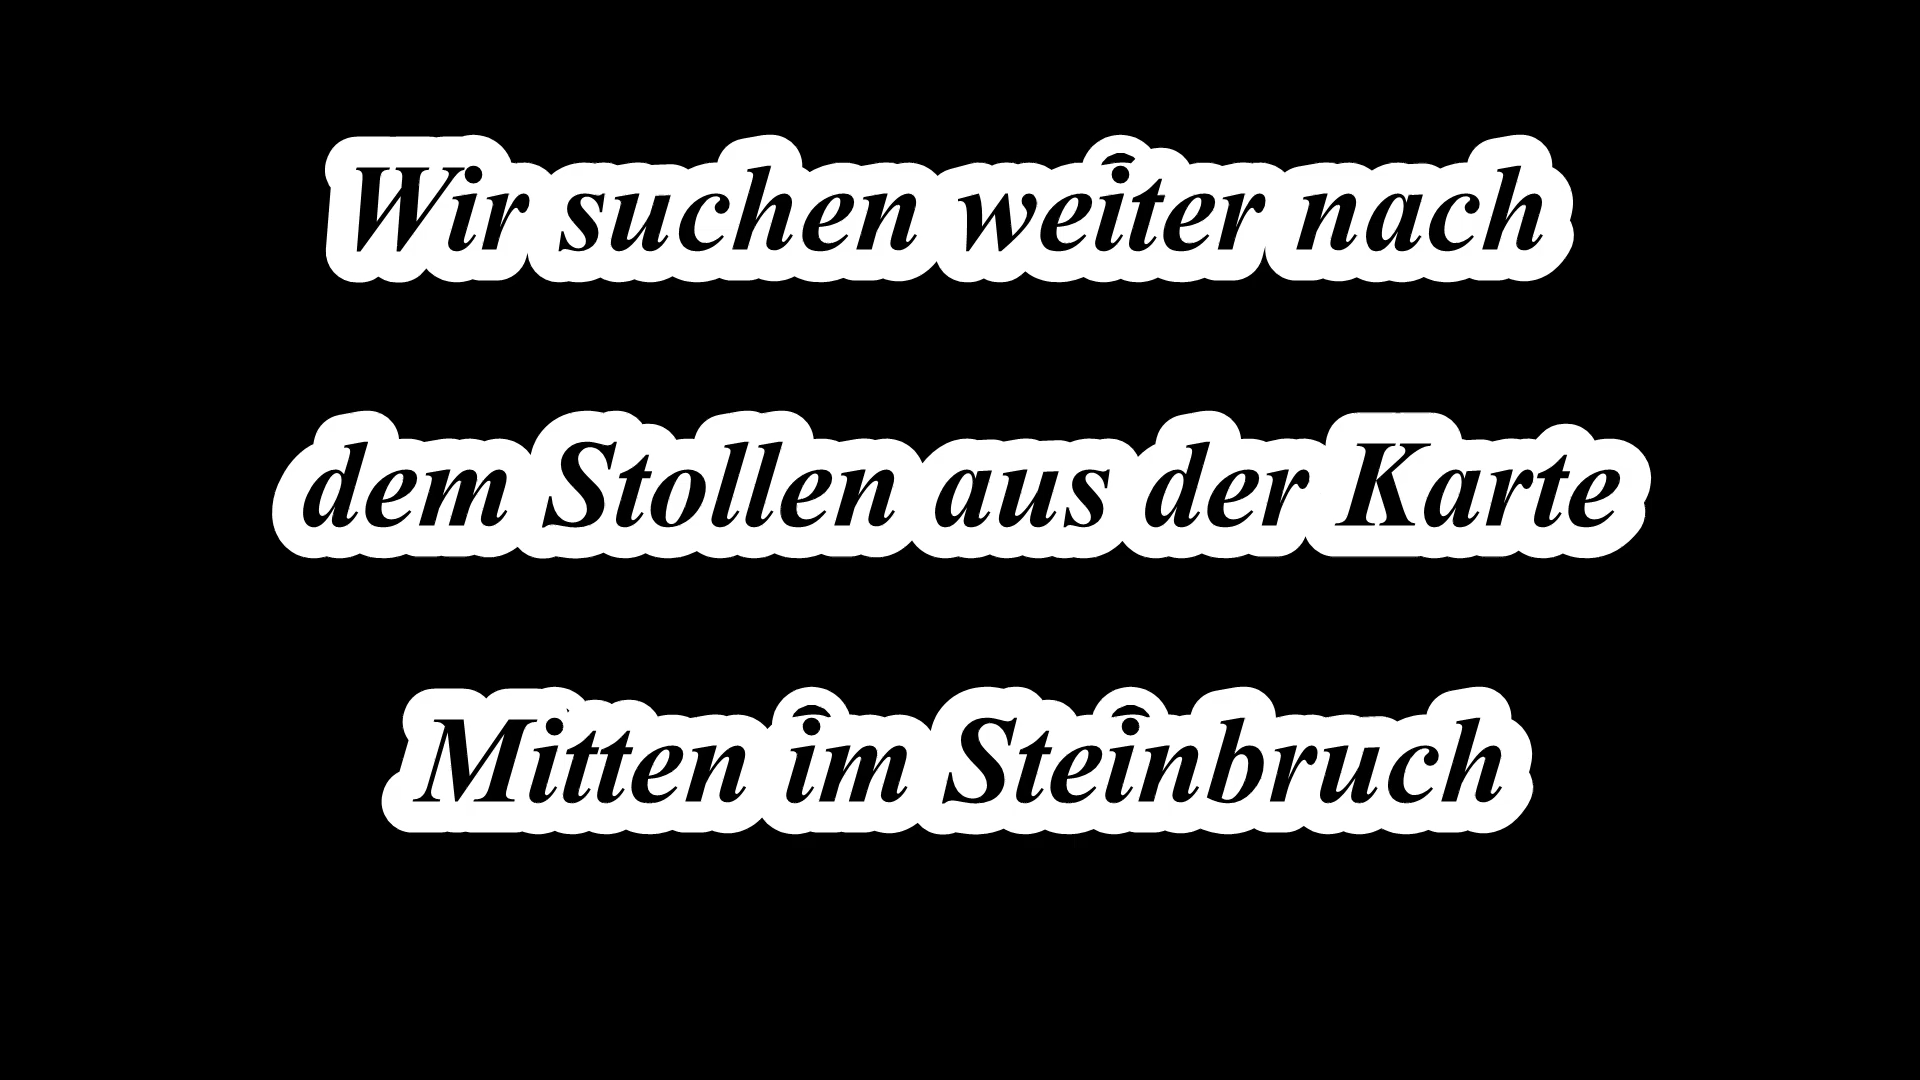 Wir suchen weiter nach
dem Stollen aus der Karte
Mitten im Steinbruch